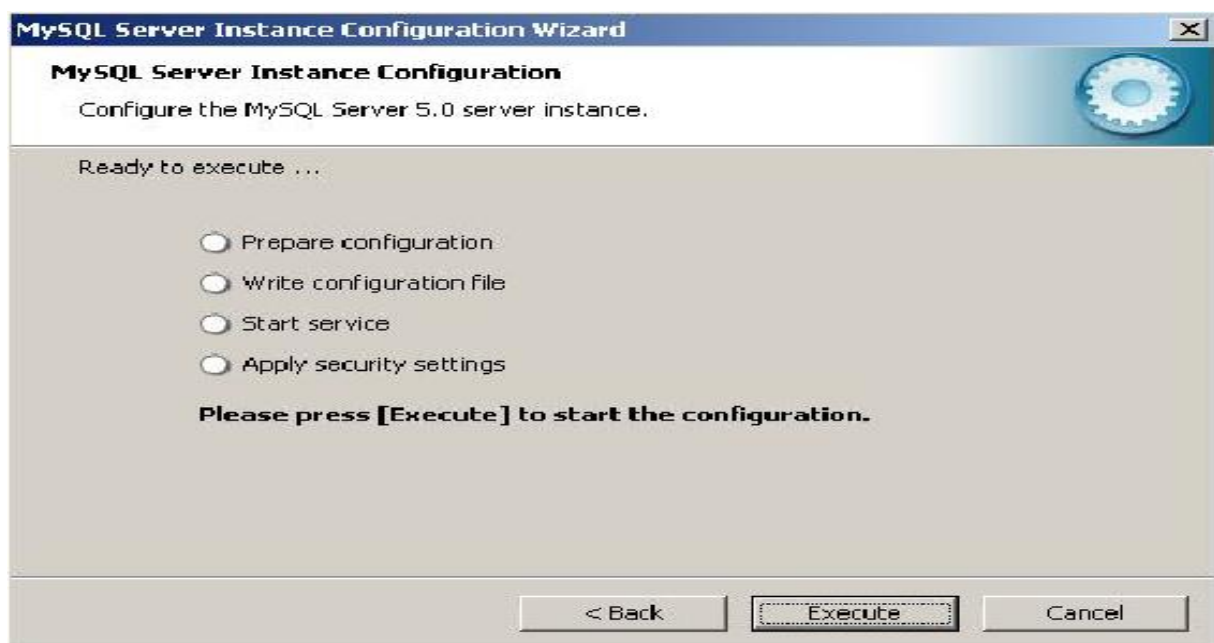 MySQL Server Instance Configuration Wizard
MySQL Server Instance Configuration
Configure the MySQL Server 5.0 server instance.
Ready to execute ...
Prepare configuration
Write configuration file
Start service
Apply security settings
Please press [Execute] to start the configuration.
< Back Execute Cancel